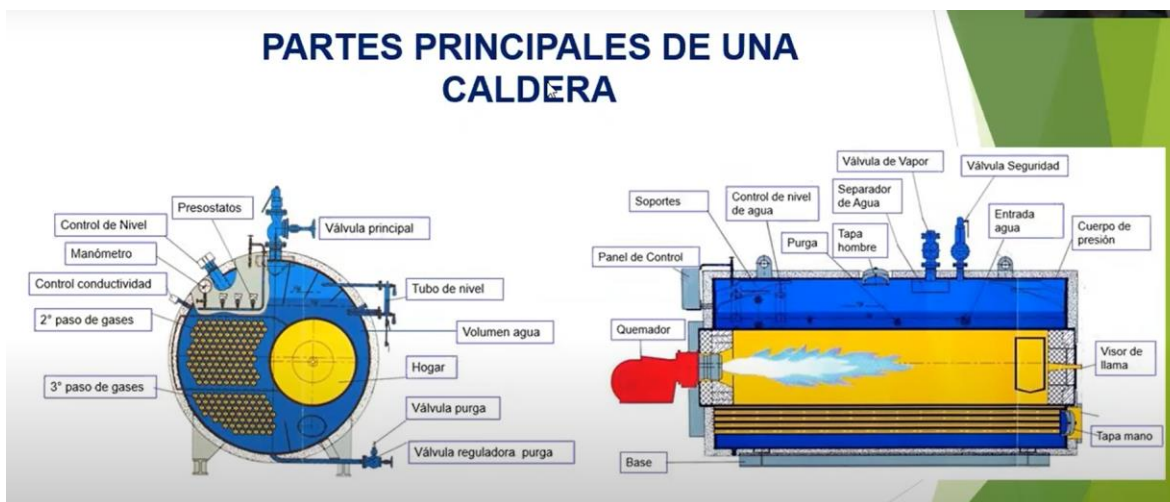 PARTES PRINCIPALES DE UNA
CALDERA
Presostatos
Control de Nivel
Válvula principal
Manómetro
Control conductividad
Tubo de nivel
2° paso de gases
Volumen agua
Hogar
3° paso de gases
Válvula purga
Válvula reguladora purga
Válvula de Vapor
Válvula Seguridad
Soportes
Control de nivel
de agua
Separador
de Agua
Entrada
agua
Cuerpo de
presión
Purga
Tapa
hombre
Panel de Control
Quemador
Visor de
llama
Tapa mano
Base